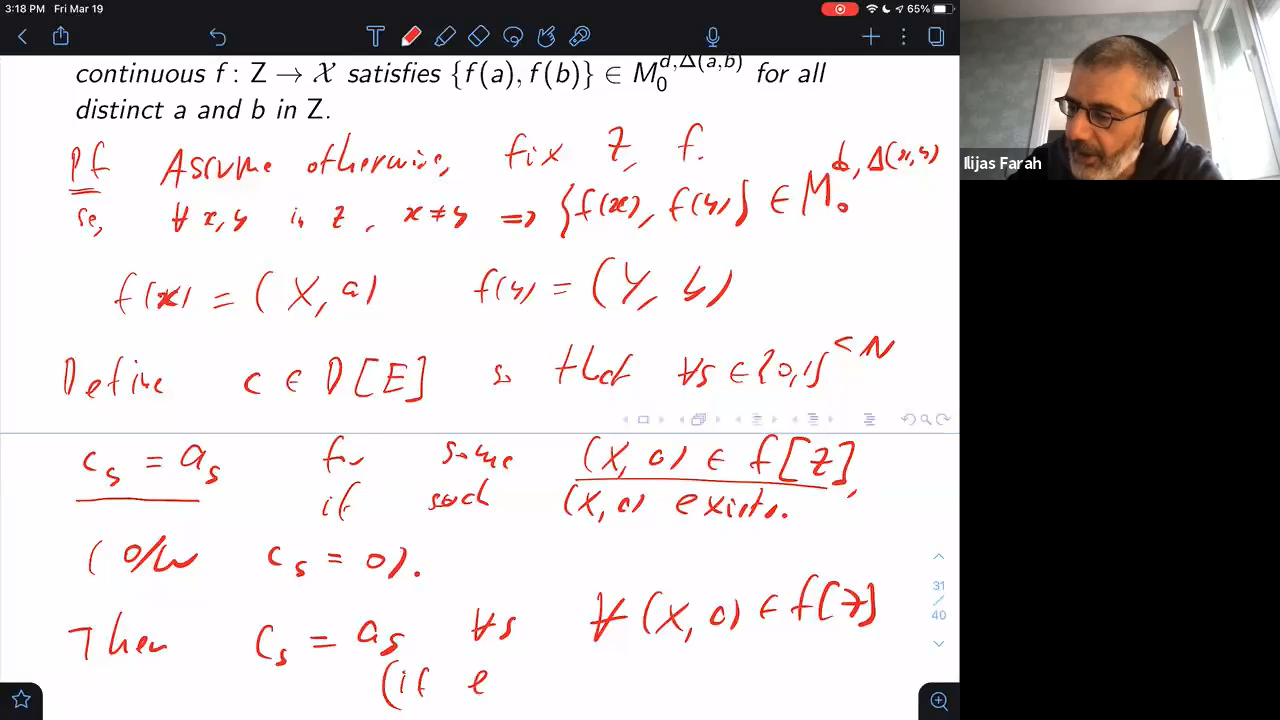 3:18 PM Fri Mar 19
65%
continuous f : Z → 𝒳 satisfies {f(a), f(b)} ∈ M₀^{d,Δ(a,b)} for all
distinct a and b in Z.
Pf Assume otherwise, fix Z, f.
se, ∀ x, y in Z, x ≠ y ⇒ {f(x), f(y)} ∈ M₀^{d, Δ(x,y)}
f(x) = (X, a) f(y) = (Y, b)
Define c ∈ D[E] so that ∀s ∈ {0,1}^{<N}
c_s = a_s for some (X, a) ∈ f[Z],
if such (X, a) exists.
(o/w c_s = 0).
Then c_s = a_s ∀s ∀(X, a) ∈ f[Z]
(if e
31
/
40
Ilijas Farah